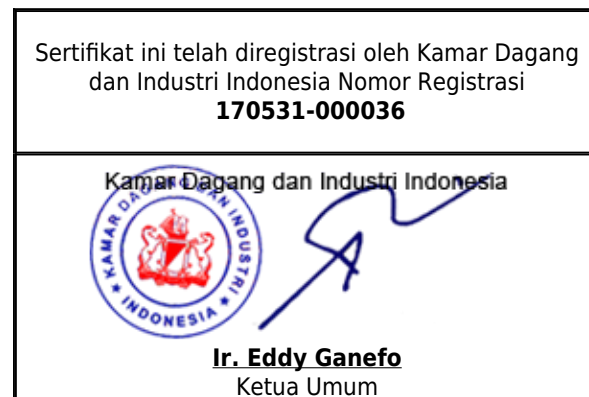 Sertifikat ini telah diregistrasi oleh Kamar Dagang
dan Industri Indonesia Nomor Registrasi
170531-000036
Kamar Dagang dan Industri Indonesia
KAMAR DAGANG DAN INDUSTRI
INDONESIA
Ir. Eddy Ganefo
Ketua Umum